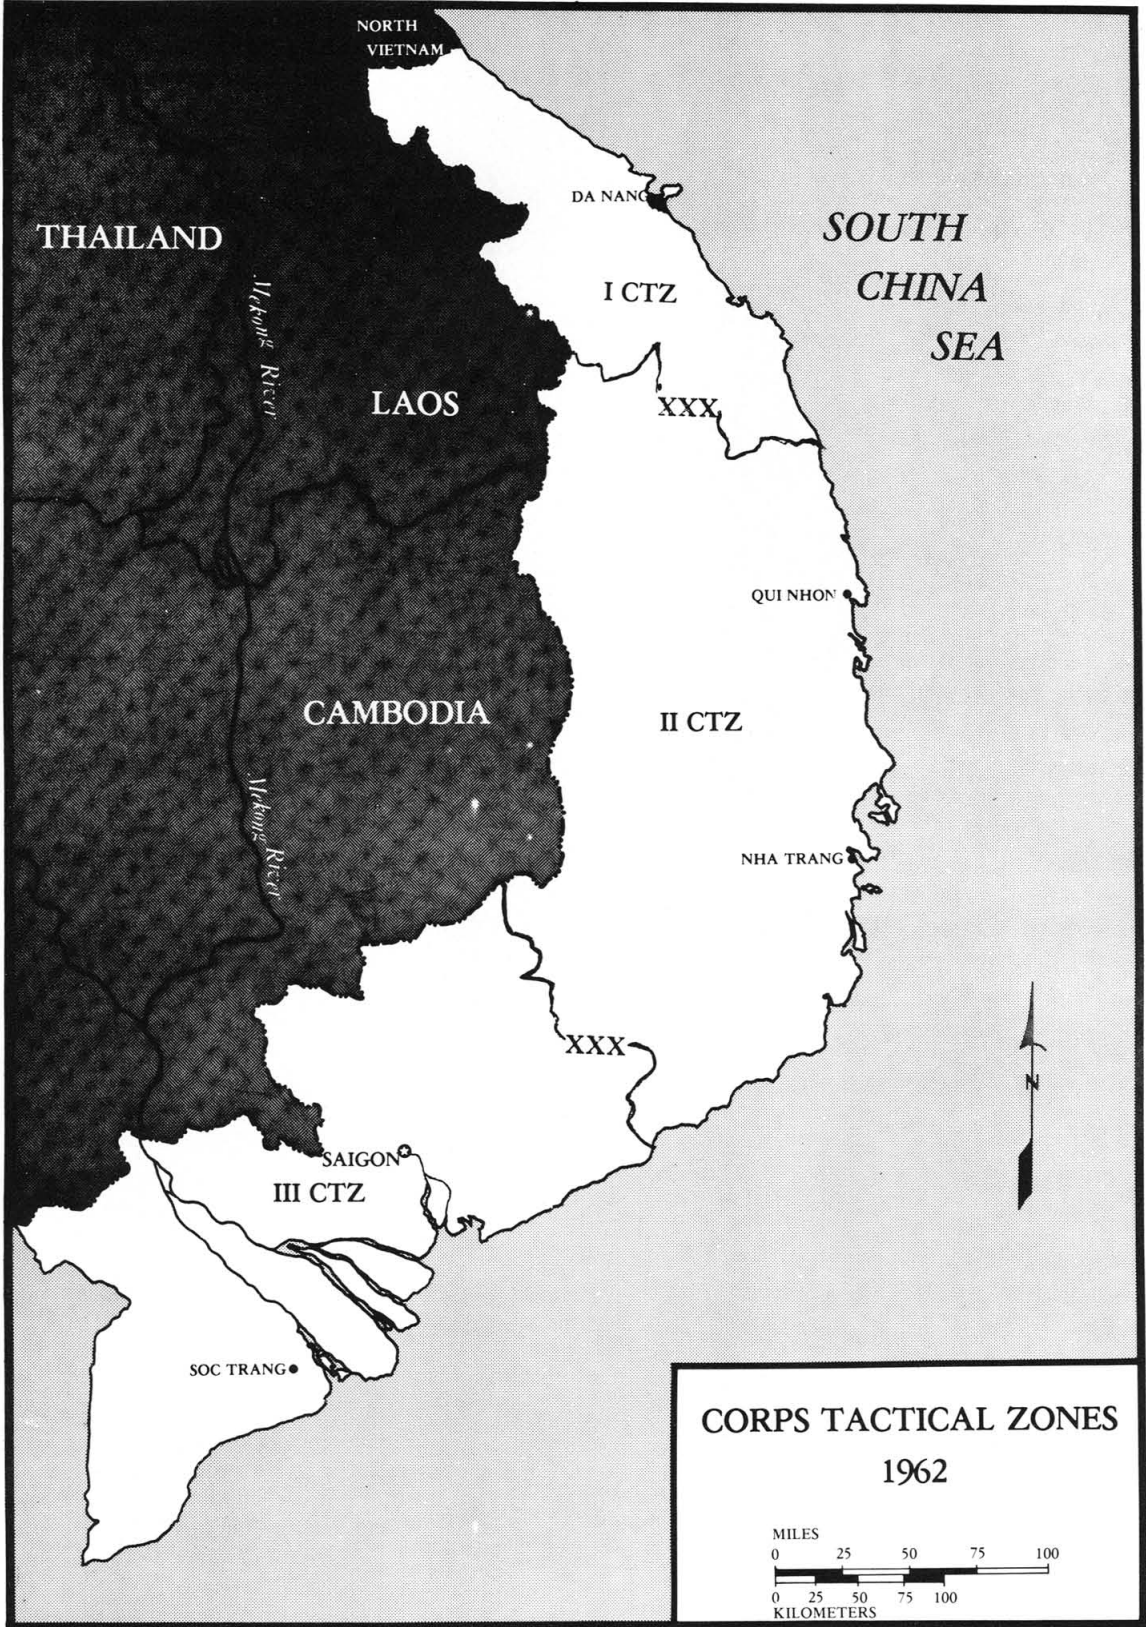 NORTH
VIETNAM
DA NANG
THAILAND
SOUTH
CHINA
SEA
I CTZ
Mekong River
LAOS
XXX
QUI NHON
CAMBODIA
II CTZ
Mekong River
NHA TRANG
XXX
N
SAIGON
III CTZ
SOC TRANG
CORPS TACTICAL ZONES
1962
MILES
0 25 50 75 100
0 25 50 75 100
KILOMETERS